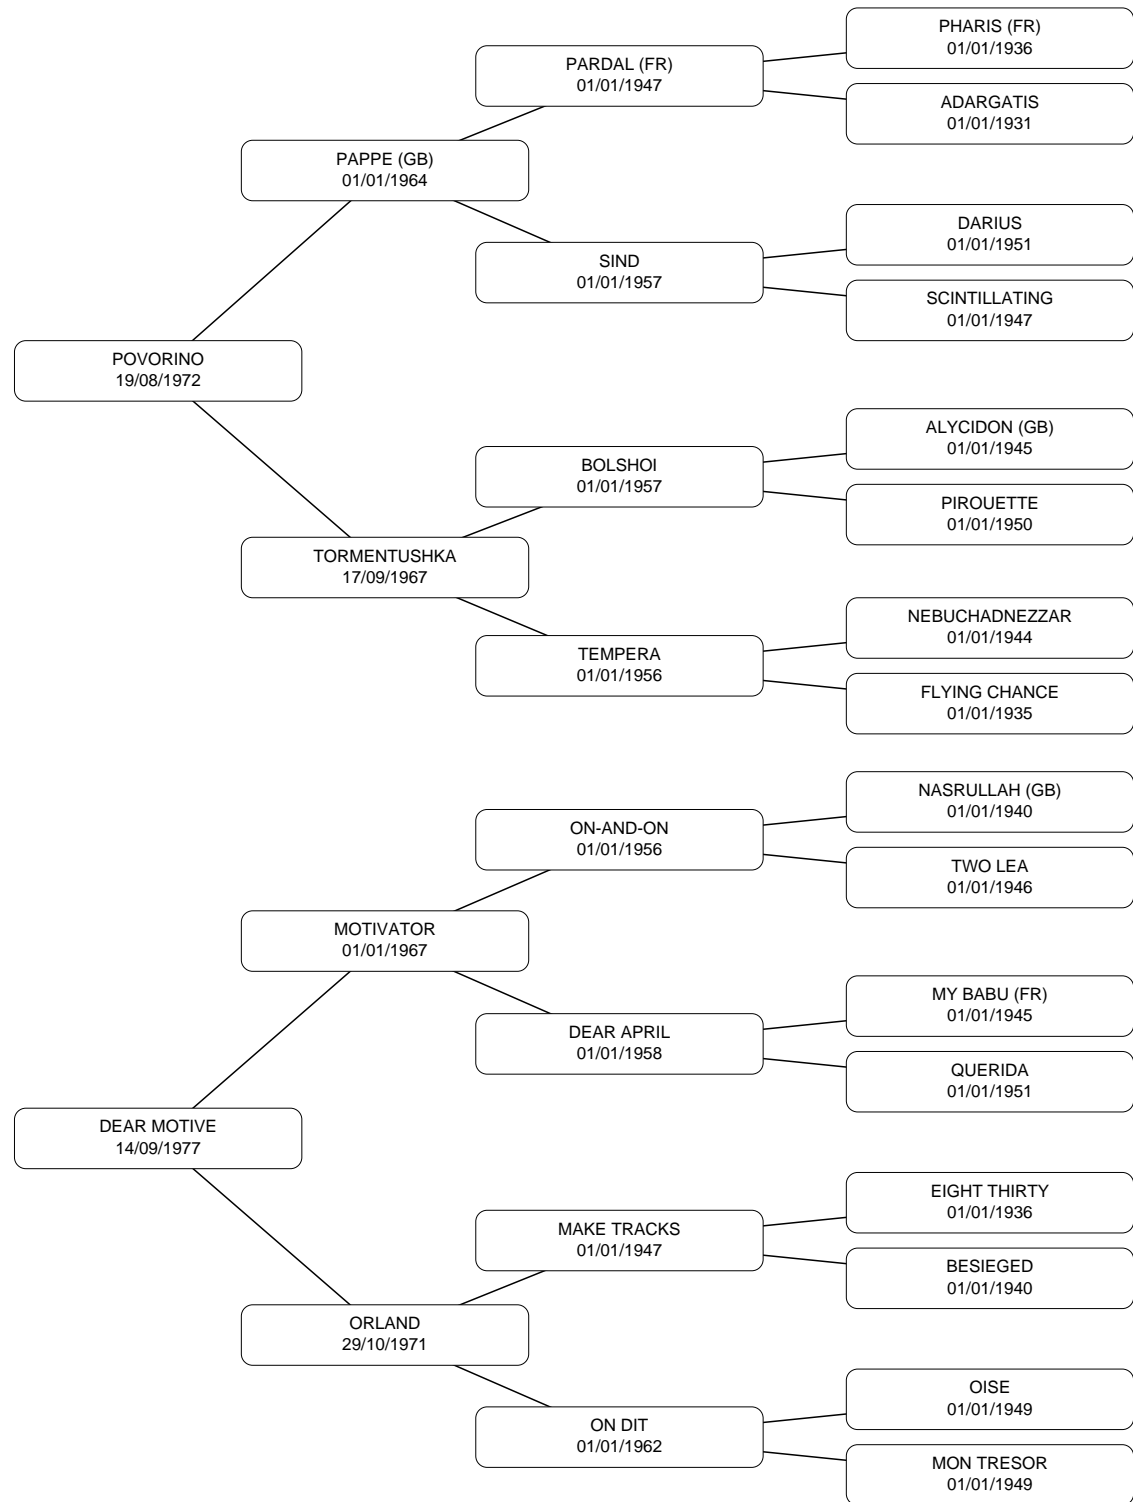 PHARIS (FR)
01/01/1936
PARDAL (FR)
01/01/1947
ADARGATIS
01/01/1931
PAPPE (GB)
01/01/1964
DARIUS
01/01/1951
SIND
01/01/1957
SCINTILLATING
01/01/1947
POVORINO
19/08/1972
ALYCIDON (GB)
01/01/1945
BOLSHOI
01/01/1957
PIROUETTE
01/01/1950
TORMENTUSHKA
17/09/1967
NEBUCHADNEZZAR
01/01/1944
TEMPERA
01/01/1956
FLYING CHANCE
01/01/1935
NASRULLAH (GB)
01/01/1940
ON-AND-ON
01/01/1956
TWO LEA
01/01/1946
MOTIVATOR
01/01/1967
MY BABU (FR)
01/01/1945
DEAR APRIL
01/01/1958
QUERIDA
01/01/1951
DEAR MOTIVE
14/09/1977
EIGHT THIRTY
01/01/1936
MAKE TRACKS
01/01/1947
BESIEGED
01/01/1940
ORLAND
29/10/1971
OISE
01/01/1949
ON DIT
01/01/1962
MON TRESOR
01/01/1949